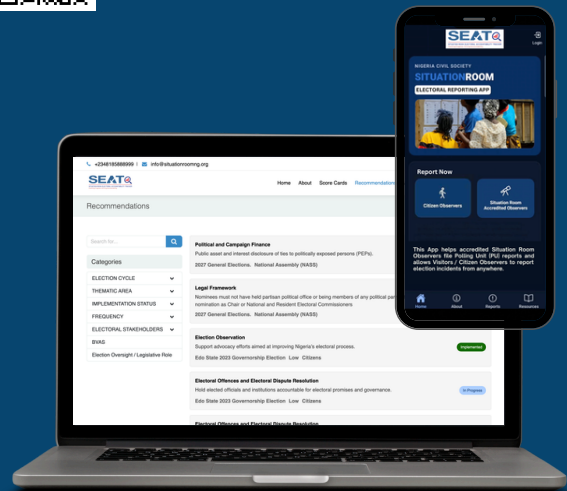 +2348185888999 | info@situationroomng.org
SEAT
Home About Score Cards Recommendations
Recommendations
Search for...
Categories
ELECTION CYCLE
THEMATIC AREA
IMPLEMENTATION STATUS
FREQUENCY
ELECTORAL STAKEHOLDERS
BVAS
Election Oversight / Legislative Role
Political and Campaign Finance
Public asset and interest disclosure of ties to politically exposed persons (PEPs).
2027 General Elections. National Assembly (NASS)
Legal Framework
Nominees must not have held partisan political office or being members of any political par
nomination as Chair or National and Resident Electoral Commissioners
2027 General Elections. National Assembly (NASS)
Election Observation
Support advocacy efforts aimed at improving Nigeria's electoral process.
Implemented
Edo State 2023 Governorship Election Low Citizens
Electoral Offences and Electoral Dispute Resolution
Hold elected officials and institutions accountable for electoral promises and governance.
In Progress
Edo State 2023 Governorship Election Low Citizens
Electoral Offences and Electoral Dispute Resolution
SEAT
Login
NIGERIA CIVIL SOCIETY
SITUATIONROOM
ELECTORAL REPORTING APP
Report Now
Citizen Observers
Situation Room
Accredited Observers
This App helps accredited Situation Room
Observers file Polling Unit (PU) reports and
allows Visitors / Citizen Observers to report
election incidents from anywhere.
Home About Reports Resources